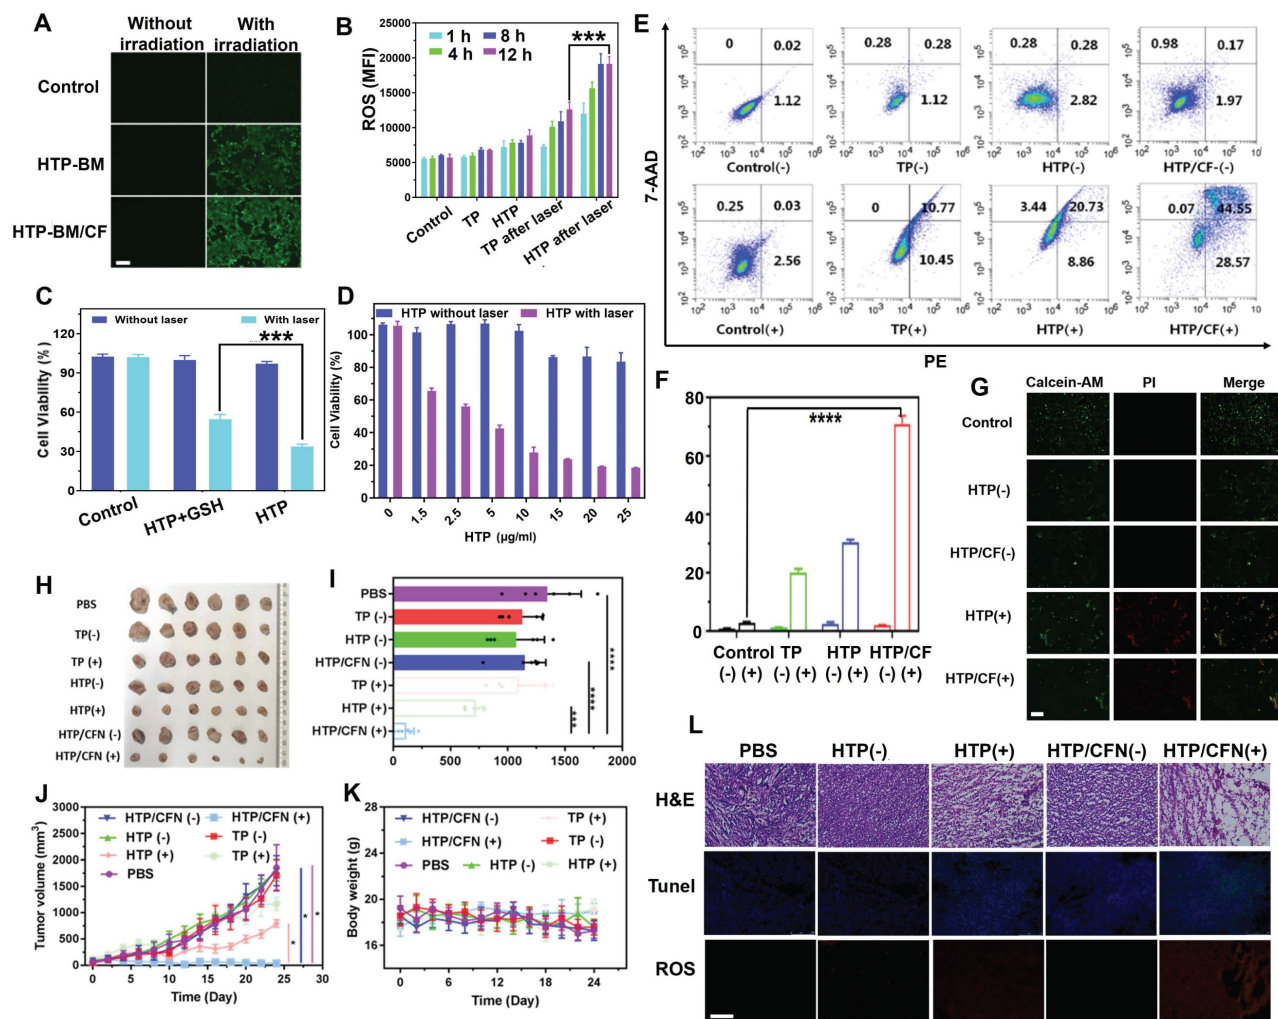 A
Without irradiation
With irradiation
Control
HTP-BM
HTP-BM/CF
B
1 h
8 h
4 h
12 h
***
ROS (MFI)
25000
20000
15000
10000
5000
0
Control
TP
HTP
TP after laser
HTP after laser
C
Without laser
With laser
***
Cell Viability (%)
120
90
60
30
0
Control
HTP+GSH
HTP
D
HTP without laser
HTP with laser
Cell Viability (%)
100
80
60
40
20
0
0 1.5 2.5 5 10 15 20 25
HTP (μg/ml)
E
7-AAD
0 0.02
1.12
Control(-)
0.28 0.28
1.12
TP(-)
0.28 0.28
2.82
HTP(-)
0.98 0.17
1.97
HTP/CF-(-)
0.25 0.03
2.56
Control(+)
0 10.77
10.45
TP(+)
3.44 20.73
8.86
HTP(+)
0.07 44.55
28.57
HTP/CF(+)
PE
F
80
60
40
20
0
****
Control TP HTP HTP/CF
(-) (+) (-) (+) (-) (+) (-) (+)
G
Calcein-AM PI Merge
Control
HTP(-)
HTP/CF(-)
HTP(+)
HTP/CF(+)
H
PBS
TP(-)
TP (+)
HTP(-)
HTP(+)
HTP/CFN (-)
HTP/CFN (+)
I
PBS
TP (-)
HTP (-)
HTP/CFN (-)
TP (+)
HTP (+)
HTP/CFN (+)
0 500 1000 1500 2000
***
****
****
J
HTP/CFN (-)
HTP/CFN (+)
HTP (-)
TP (-)
HTP (+)
TP (+)
PBS
Tumor volume (mm³)
3000
2500
2000
1500
1000
500
0
0 5 10 15 20 25 30
Time (Day)
* * *
K
HTP/CFN (-)
TP (+)
HTP/CFN (+)
TP (-)
PBS
HTP (-)
HTP (+)
Body weight (g)
28
24
20
16
0 6 12 18 24
Time (Day)
L
PBS HTP(-) HTP(+) HTP/CFN(-) HTP/CFN(+)
H&E
Tunel
ROS